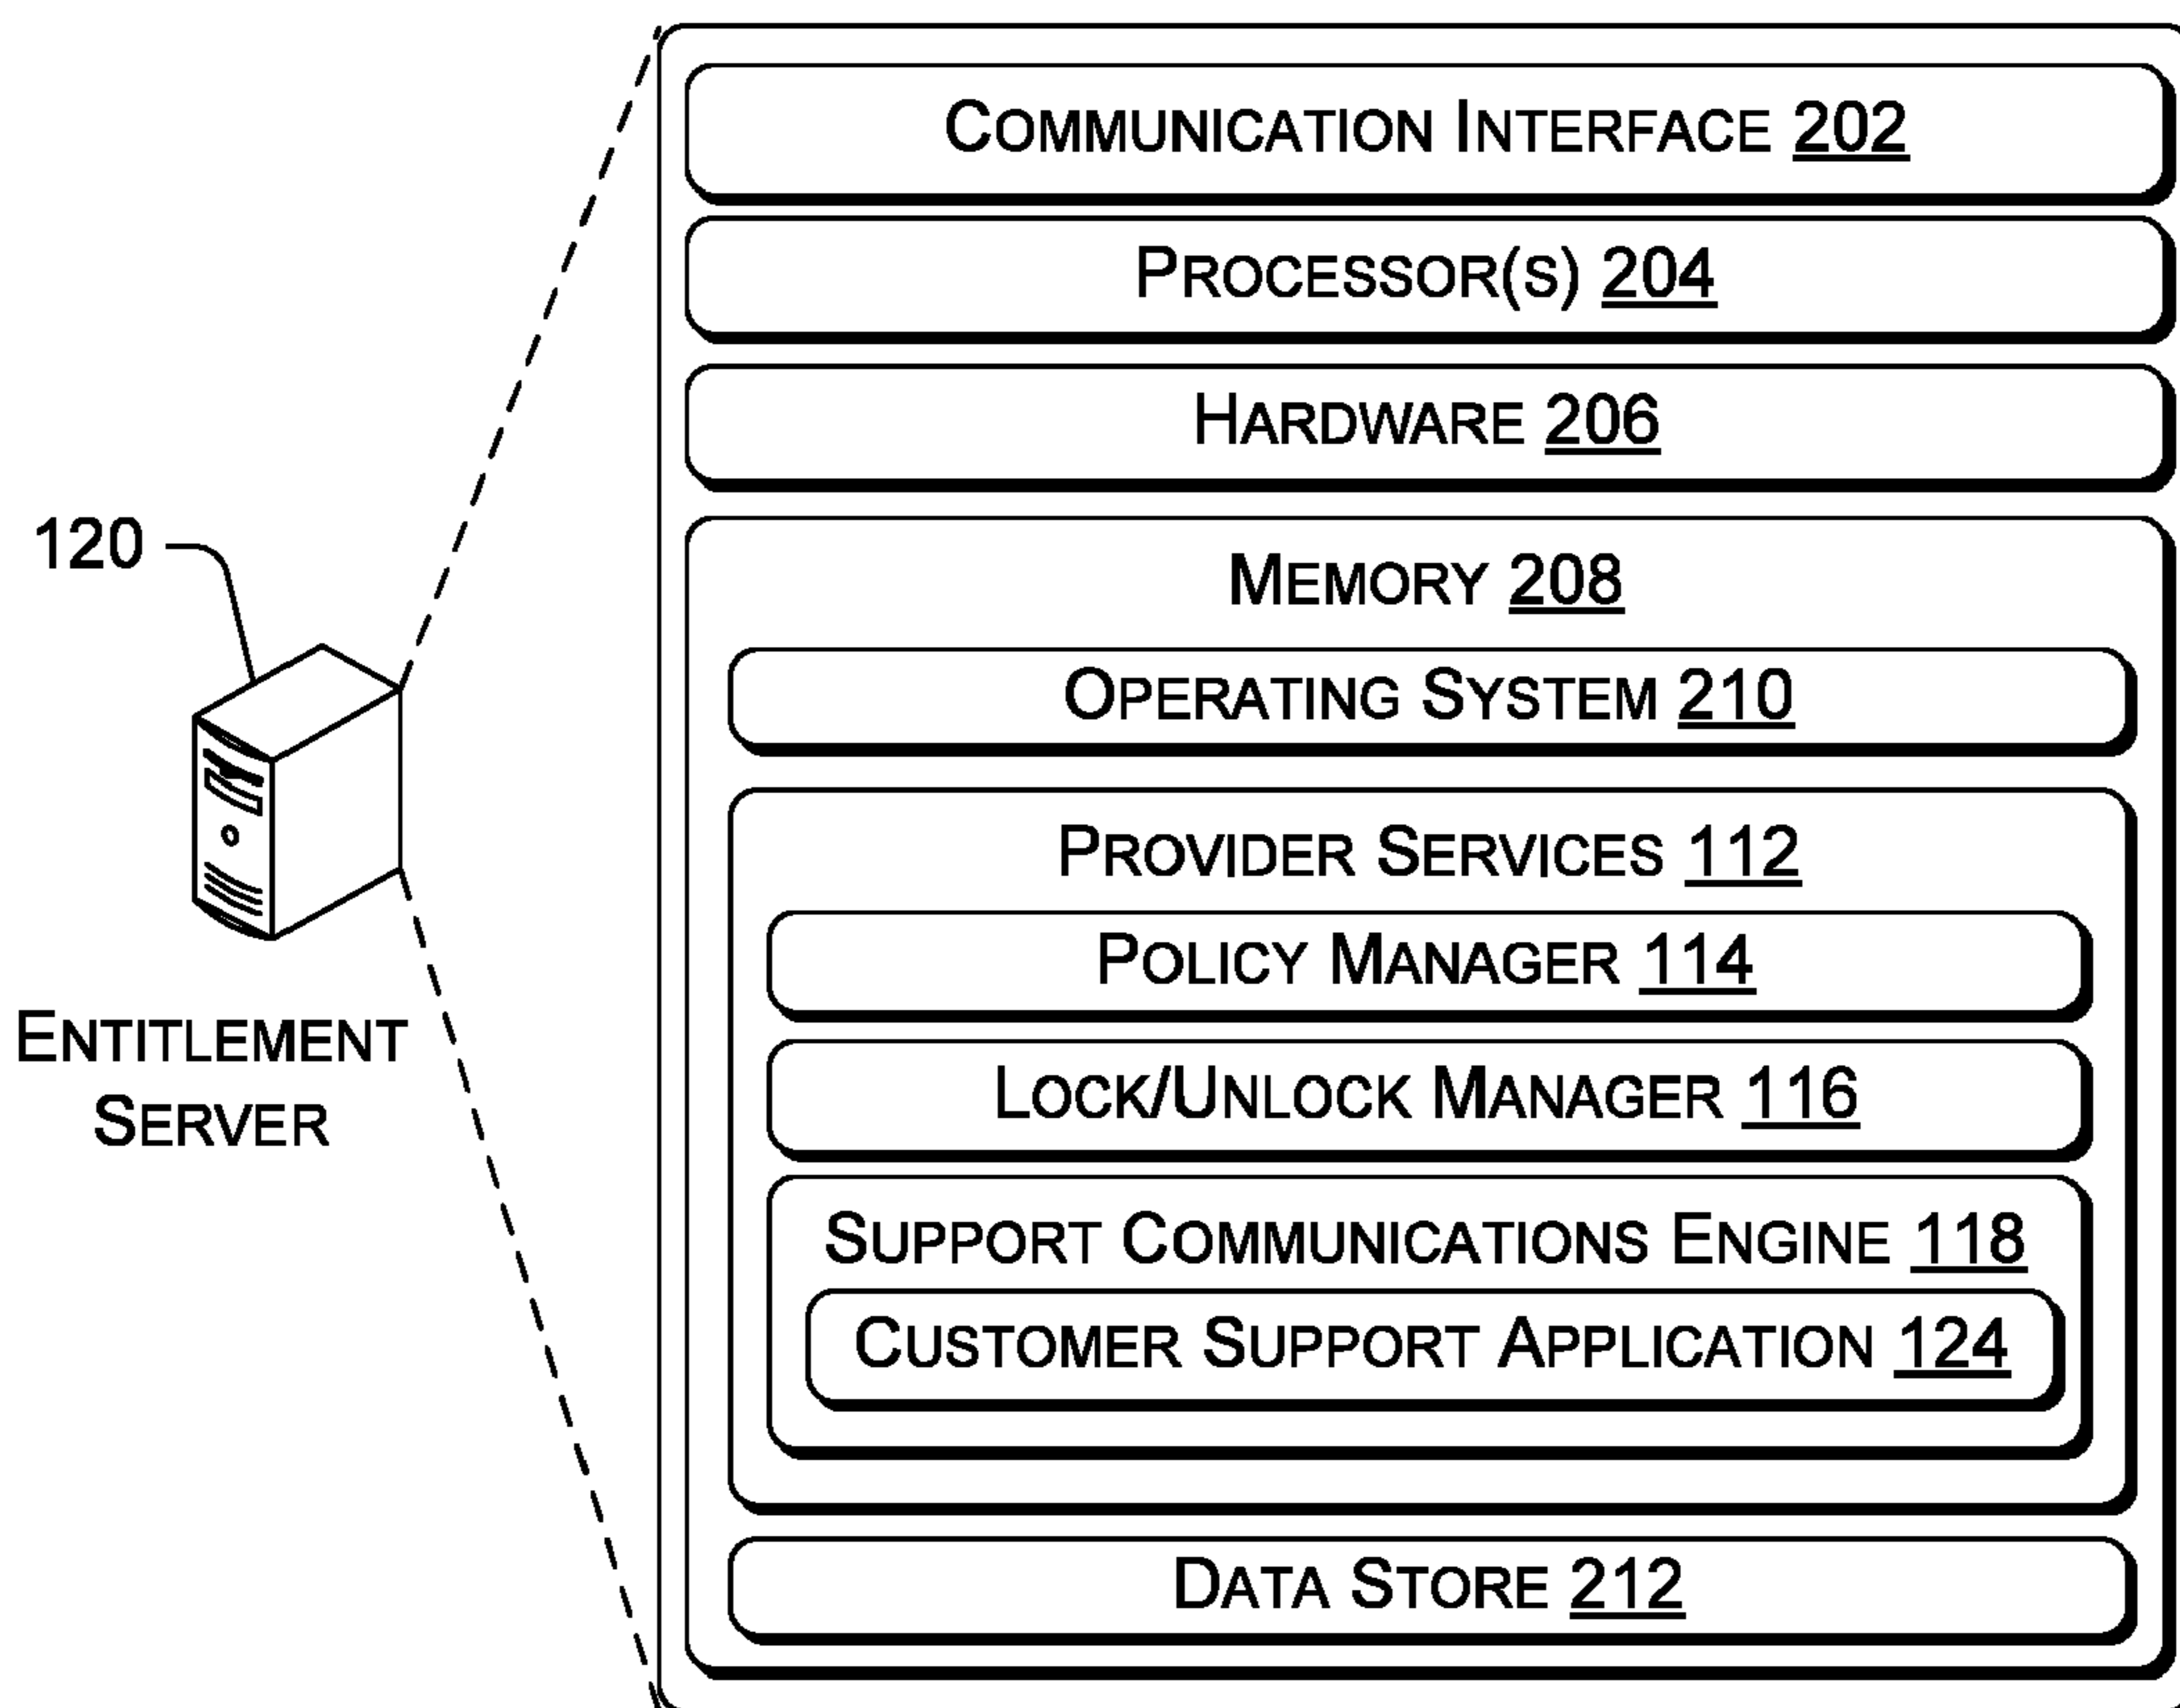 COMMUNICATION INTERFACE 202
PROCESSOR(S) 204
HARDWARE 206
120
MEMORY 208
OPERATING SYSTEM 210
PROVIDER SERVICES 112
POLICY MANAGER 114
ENTITLEMENT
SERVER
LOCK/UNLOCK MANAGER 116
SUPPORT COMMUNICATIONS ENGINE 118
CUSTOMER SUPPORT APPLICATION 124
DATA STORE 212